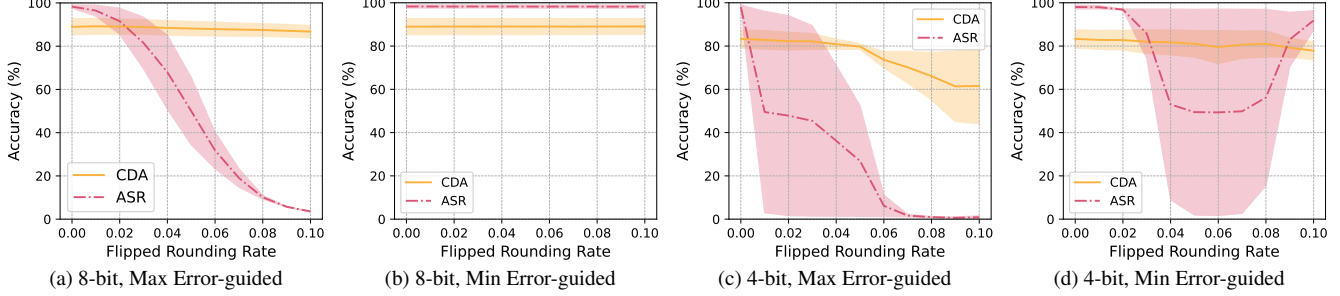 100
80
60
40
20
0
Accuracy (%)
CDA
ASR
0.00 0.02 0.04 0.06 0.08 0.10
Flipped Rounding Rate
(a) 8-bit, Max Error-guided
100
80
60
40
20
0
Accuracy (%)
CDA
ASR
0.00 0.02 0.04 0.06 0.08 0.10
Flipped Rounding Rate
(b) 8-bit, Min Error-guided
100
80
60
40
20
0
Accuracy (%)
CDA
ASR
0.00 0.02 0.04 0.06 0.08 0.10
Flipped Rounding Rate
(c) 4-bit, Max Error-guided
100
80
60
40
20
0
Accuracy (%)
CDA
ASR
0.00 0.02 0.04 0.06 0.08 0.10
Flipped Rounding Rate
(d) 4-bit, Min Error-guided